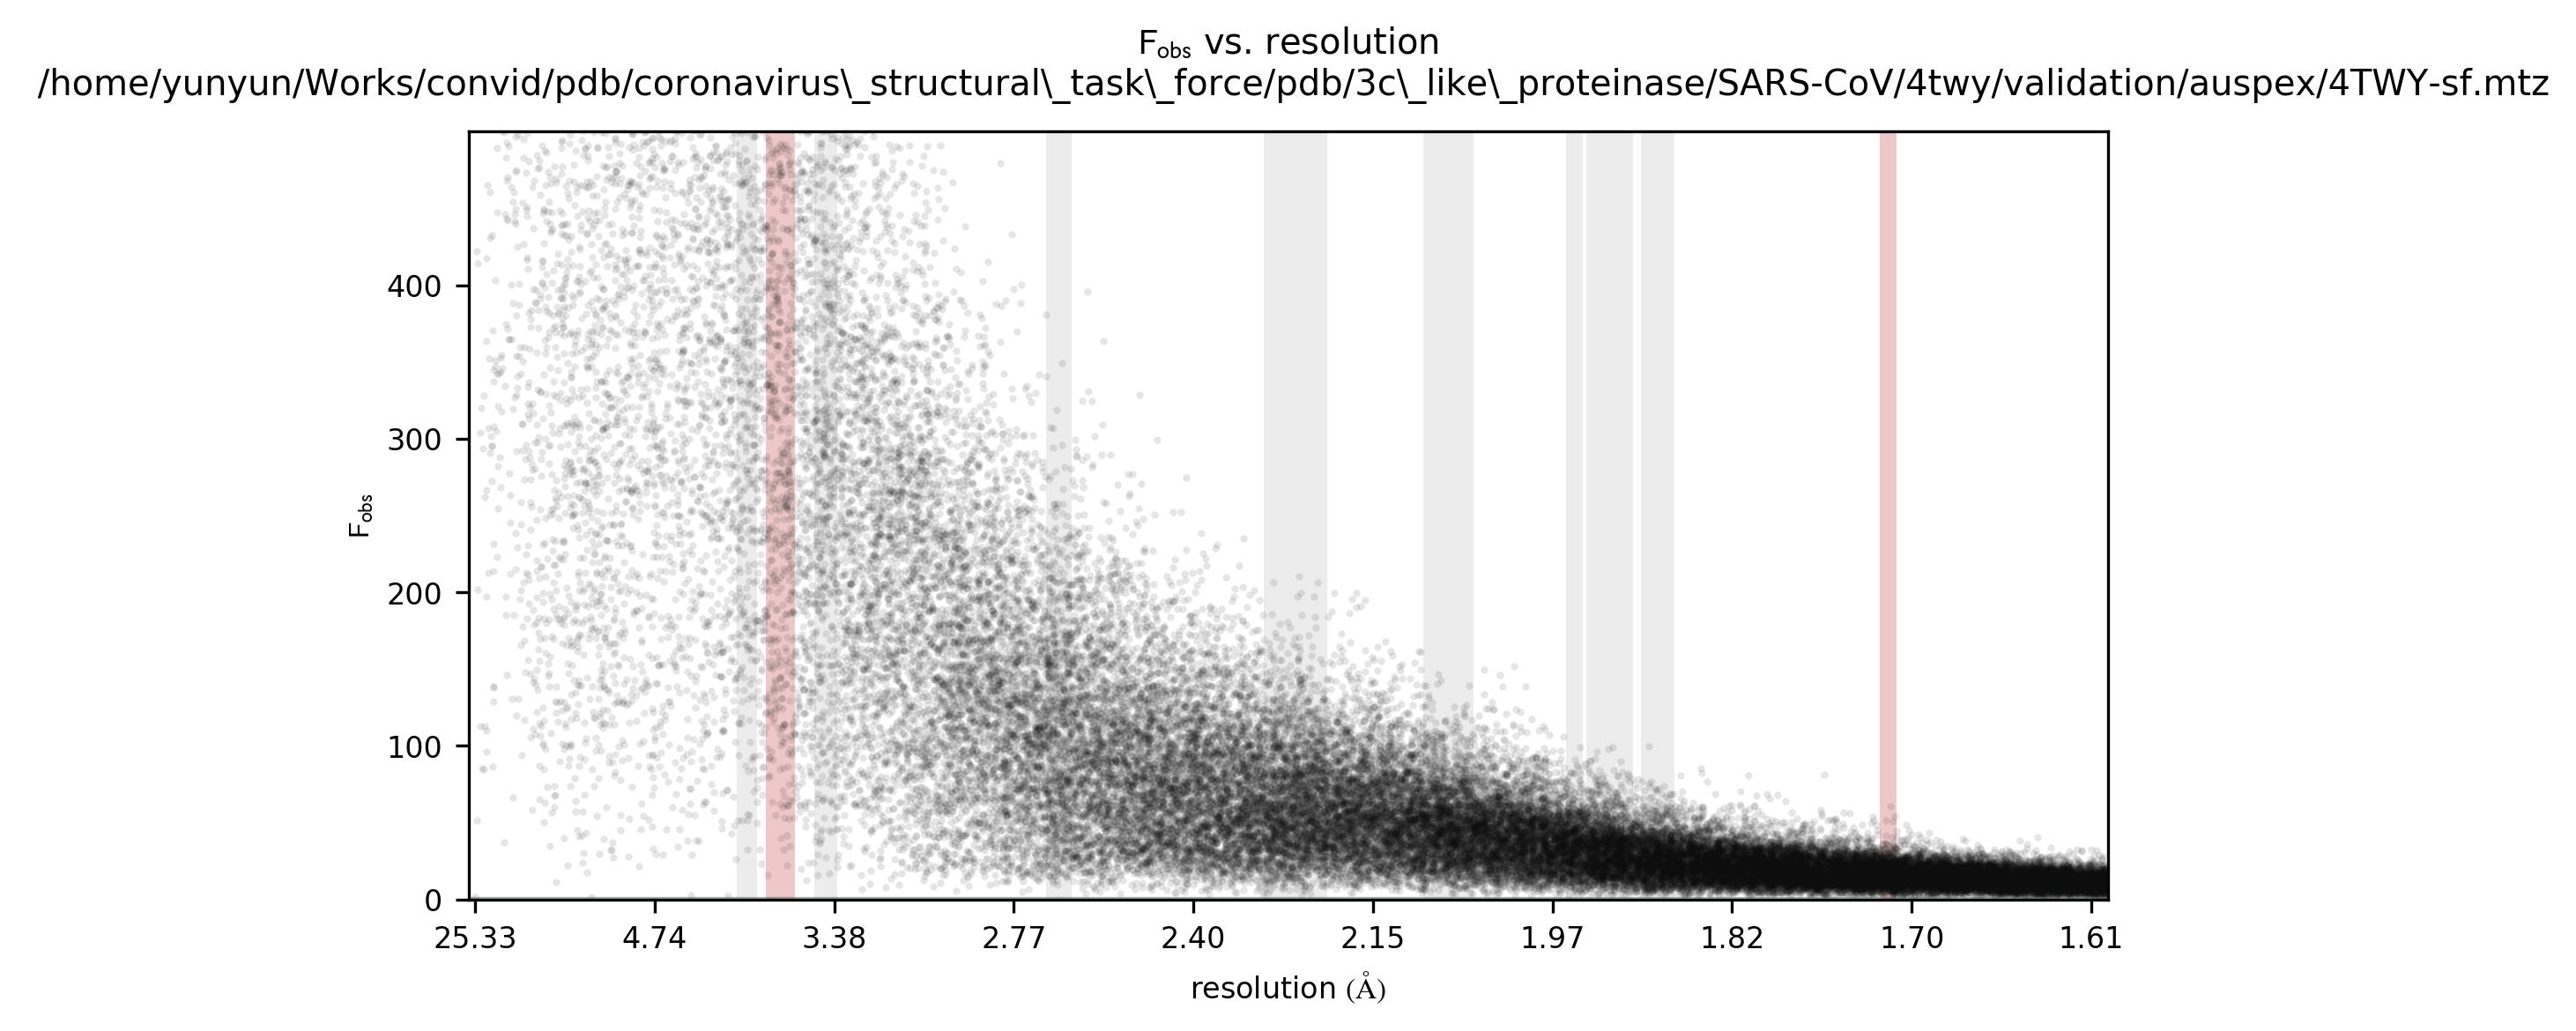 Fobs vs. resolution
/home/yunyun/Works/convid/pdb/coronavirus\_structural\_task\_force/pdb/3c\_like\_proteinase/SARS-CoV/4twy/validation/auspex/4TWY-sf.mtz
400
300
200
100
0
Fobs
25.33 4.74 3.38 2.77 2.40 2.15 1.97 1.82 1.70 1.61
resolution (Å)